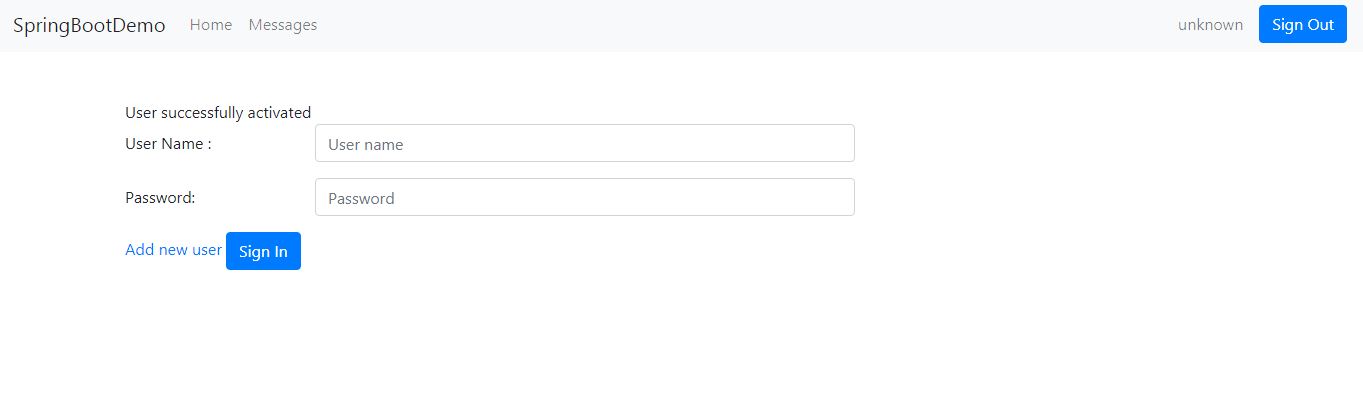 SpringBootDemo Home Messages unknown Sign Out
User successfully activated
User Name : User name
Password: Password
Add new user Sign In